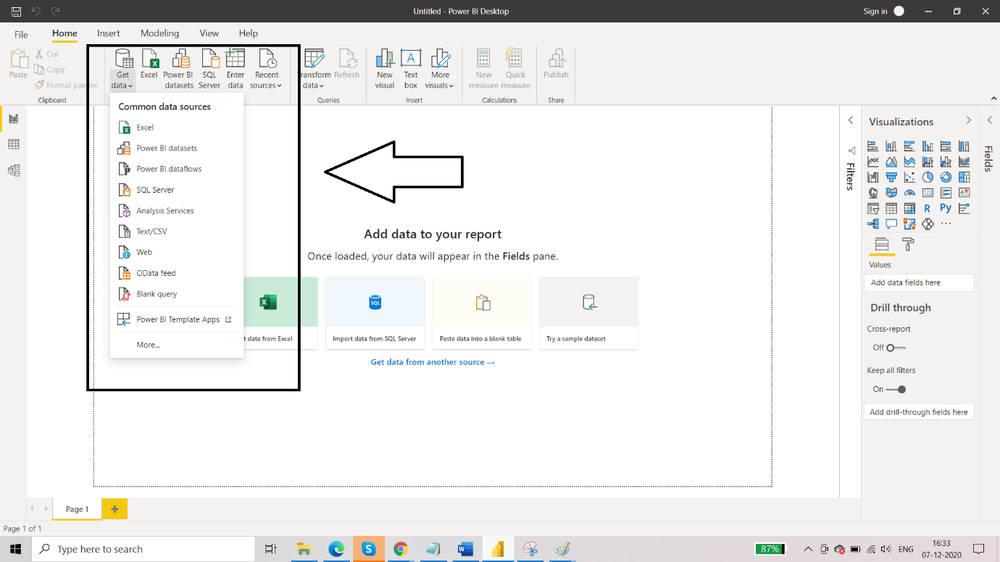 Untitled - Power BI Desktop
Sign in
File
Home
Insert
Modeling
View
Help
Paste
Cut
Copy
Format painter
Clipboard
Get data
Excel
Power BI datasets
SQL Server
Enter data
Recent sources
Transform data
Refresh
Queries
New visual
Text box
More visuals
Insert
New measure
Quick measure
Calculations
Publish
Share
Common data sources
Excel
Power BI datasets
Power BI dataflows
SQL Server
Analysis Services
Text/CSV
Web
OData feed
Blank query
Power BI Template Apps
More...
Add data to your report
Once loaded, your data will appear in the Fields pane.
t data from Excel
SQL
Import data from SQL Server
Paste data into a blank table
Try a sample dataset
Get data from another source →
Filters
Visualizations
123
R
Py
...
Values
Add data fields here
Drill through
Cross-report
Off
Keep all filters
On
Add drill-through fields here
Fields
Page 1
Page 1 of 1
Type here to search
87%
ENG
16:33
07-12-2020